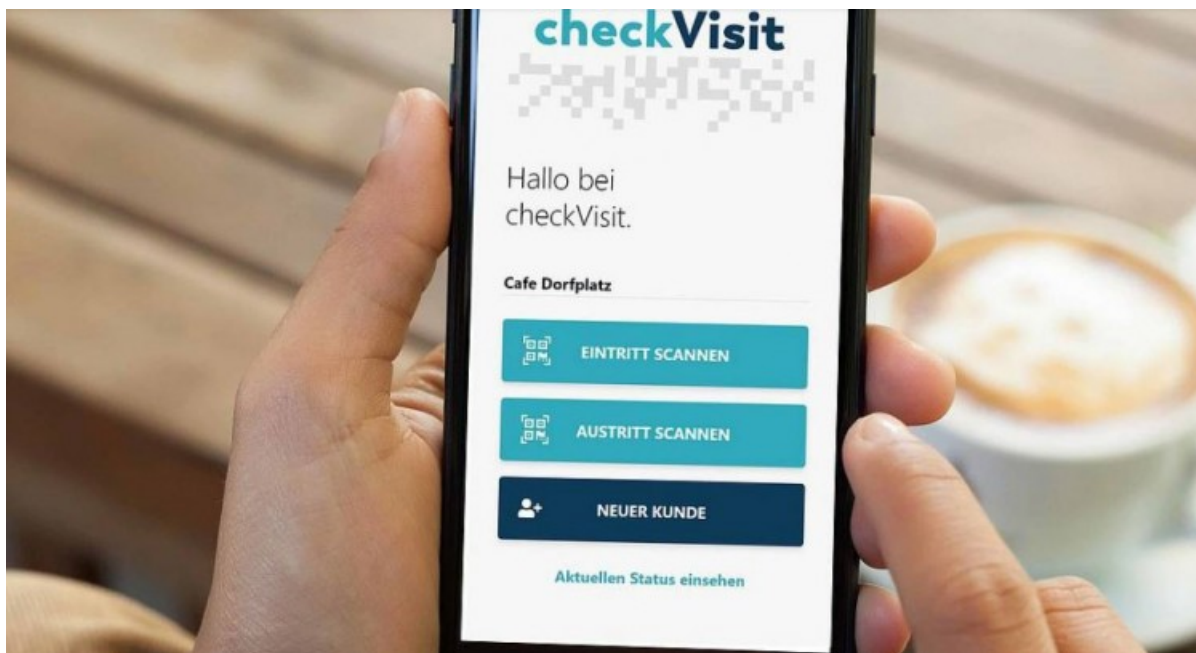 checkVisit
Hallo bei
checkVisit.
Cafe Dorfplatz
EINTRITT SCANNEN
AUSTRITT SCANNEN
NEUER KUNDE
Aktuellen Status einsehen